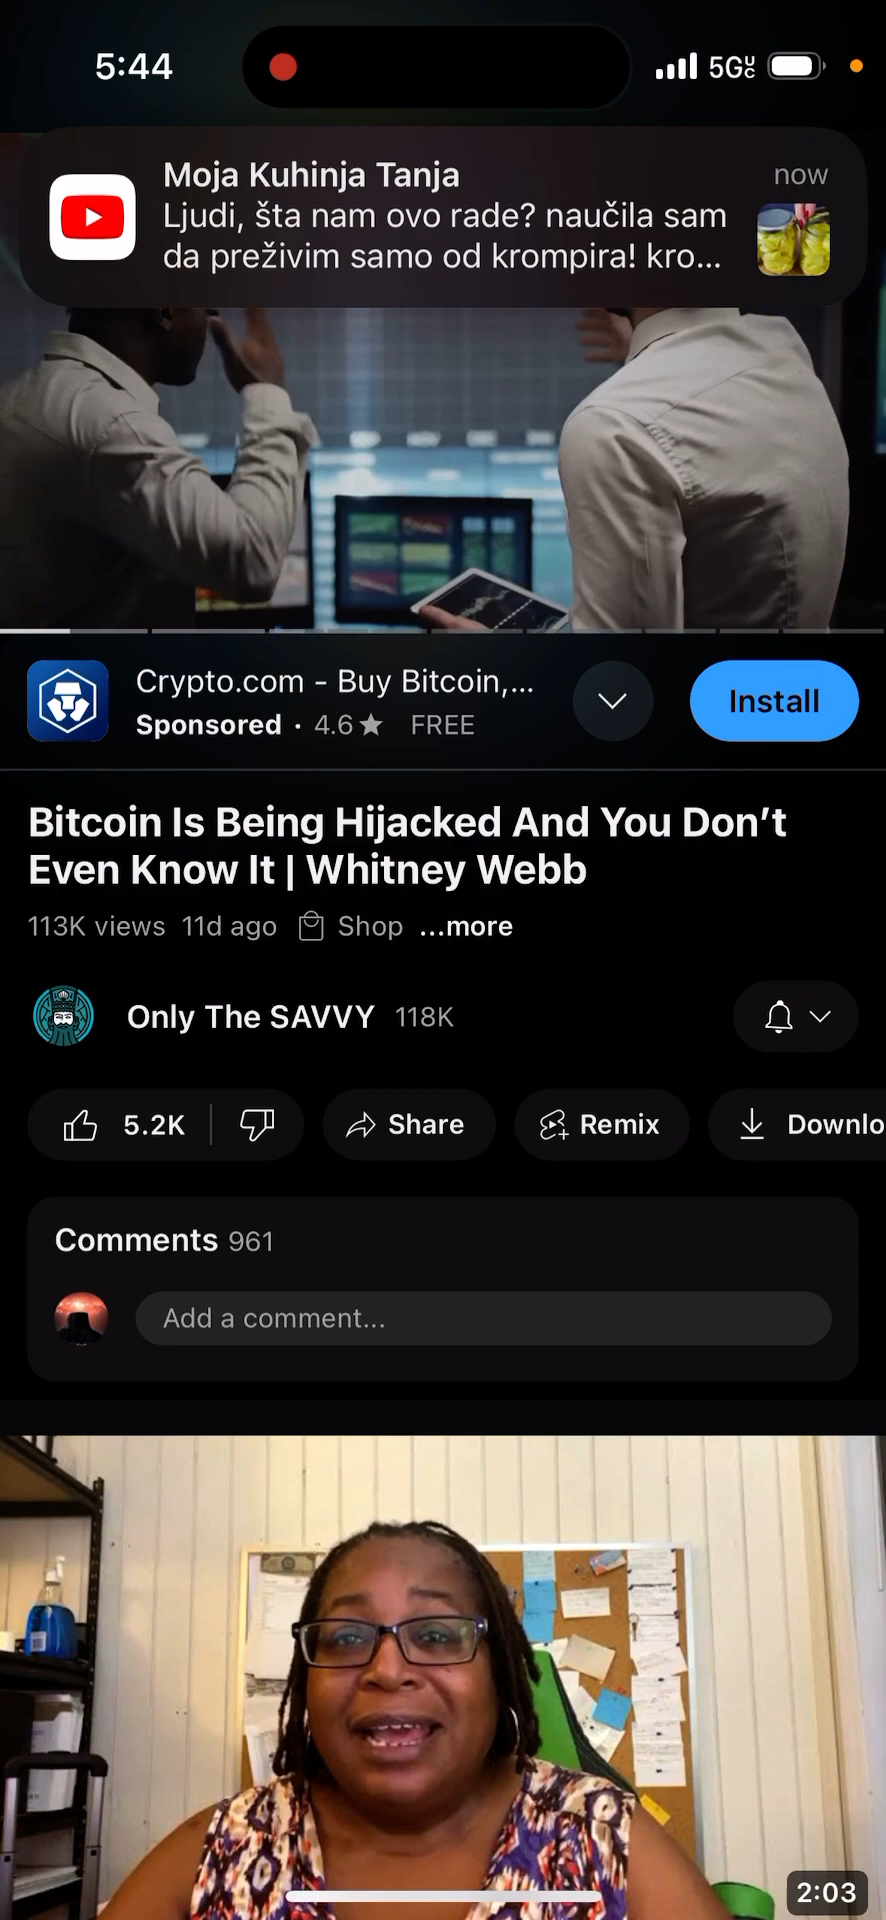 5:44
5GUC
Moja Kuhinja Tanja
now
Ljudi, šta nam ovo rade? naučila sam
da preživim samo od krompira! kro...
Crypto.com - Buy Bitcoin,...
Sponsored · 4.6★ FREE
Install
Bitcoin Is Being Hijacked And You Don’t
Even Know It | Whitney Webb
113K views 11d ago Shop ...more
Only The SAVVY 118K
5.2K
Share
Remix
Downlo
Comments 961
Add a comment...
2:03